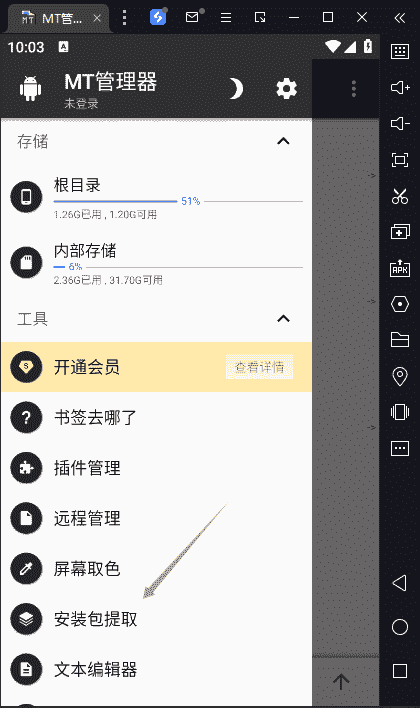 MT管...
10:03
MT管理器
未登录
存储
根目录
51%
1.26G已用 , 1.20G可用
内部存储
6%
2.36G已用 , 31.70G可用
工具
开通会员
查看详情
书签去哪了
插件管理
远程管理
屏幕取色
安装包提取
文本编辑器
APK